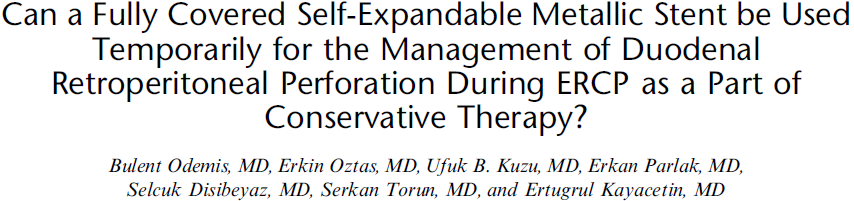 Can a Fully Covered Self-Expandable Metallic Stent be Used
Temporarily for the Management of Duodenal
Retroperitoneal Perforation During ERCP as a Part of
Conservative Therapy?
Bulent Odemis, MD, Erkin Oztas, MD, Ufuk B. Kuzu, MD, Erkan Parlak, MD,
Selcuk Disibeyaz, MD, Serkan Torun, MD, and Ertugrul Kayacetin, MD